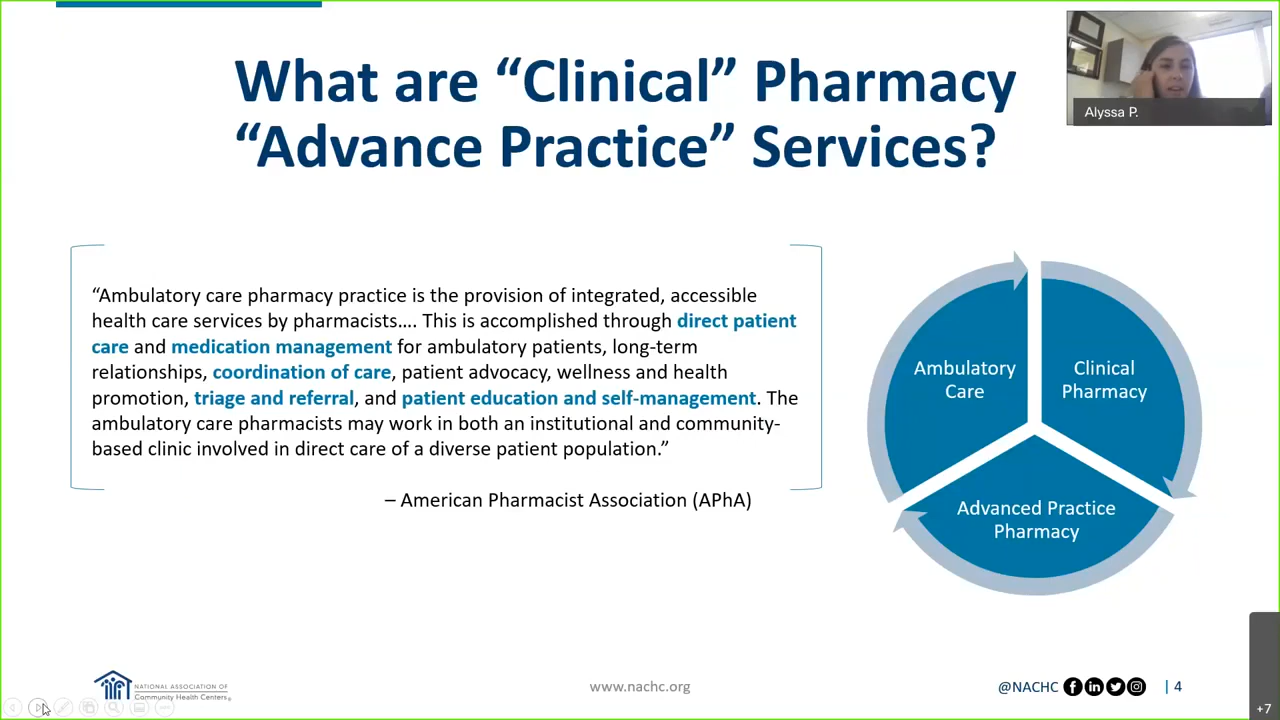 What are “Clinical” Pharmacy
“Advance Practice” Services?
Alyssa P.
“Ambulatory care pharmacy practice is the provision of integrated, accessible
health care services by pharmacists…. This is accomplished through direct patient
care and medication management for ambulatory patients, long-term
relationships, coordination of care, patient advocacy, wellness and health
promotion, triage and referral, and patient education and self-management. The
ambulatory care pharmacists may work in both an institutional and community-
based clinic involved in direct care of a diverse patient population.”
– American Pharmacist Association (APhA)
Ambulatory
Care
Clinical
Pharmacy
Advanced Practice
Pharmacy
NATIONAL ASSOCIATION OF
Community Health Centers®
www.nachc.org
@NACHC
| 4
+7